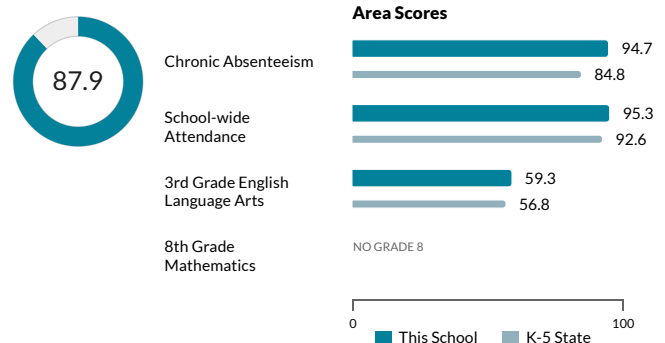 Area Scores
87.9
Chronic Absenteeism
94.7
84.8
School-wide
Attendance
95.3
92.6
3rd Grade English
Language Arts
59.3
56.8
8th Grade
Mathematics
NO GRADE 8
0
100
This School
K-5 State